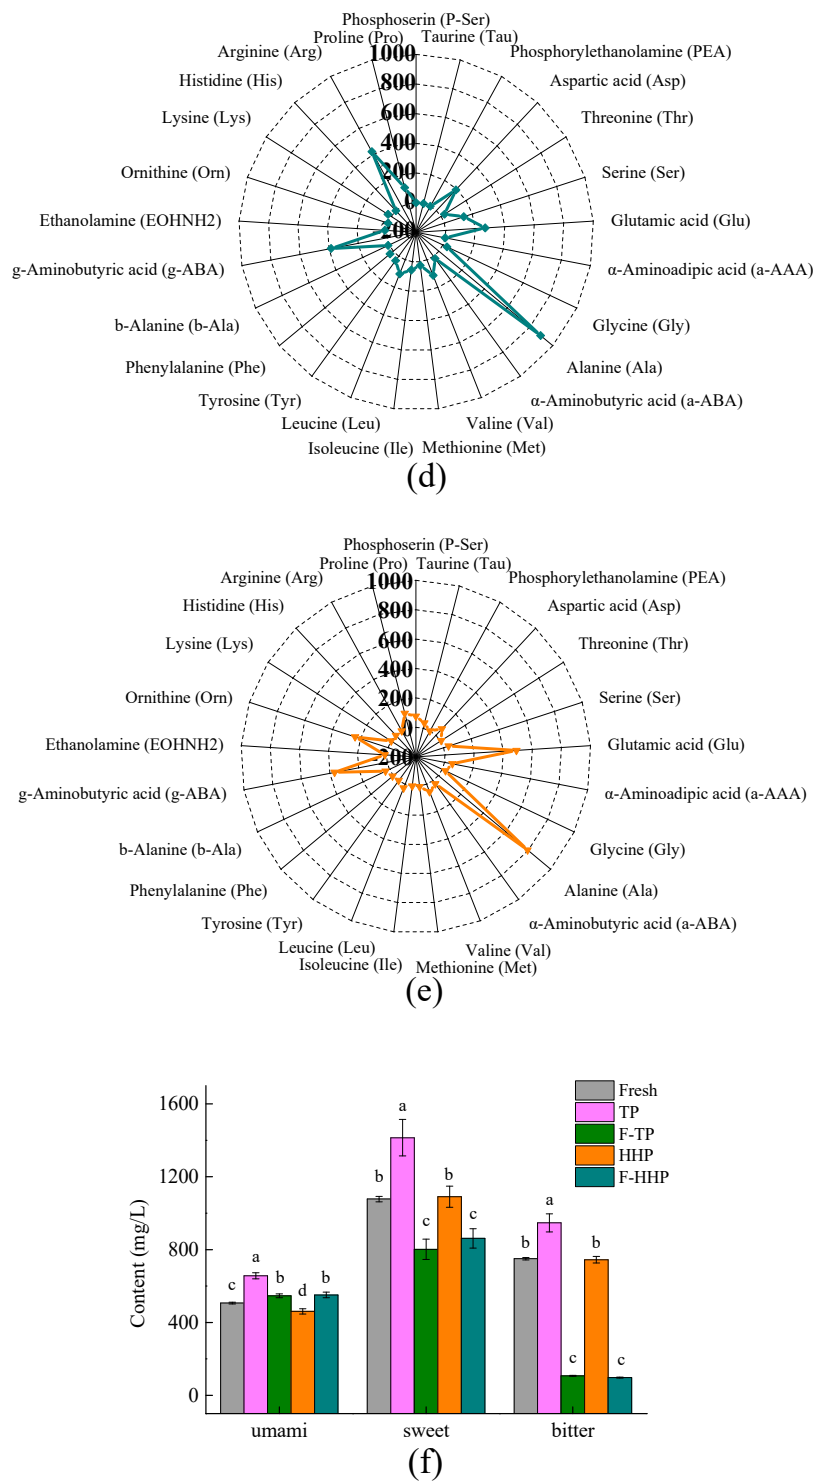 Phosphoserin (P-Ser)
Proline (Pro) Taurine (Tau)
Arginine (Arg) 1000 Phosphorylethanolamine (PEA)
Histidine (His) 800 Aspartic acid (Asp)
Lysine (Lys) 600 Threonine (Thr)
400
Ornithine (Orn) 200 Serine (Ser)
0
Ethanolamine (EOHNH2) Glutamic acid (Glu)
-200
g-Aminobutyric acid (g-ABA) α-Aminoadipic acid (a-AAA)
b-Alanine (b-Ala) Glycine (Gly)
Phenylalanine (Phe) Alanine (Ala)
Tyrosine (Tyr) α-Aminobutyric acid (a-ABA)
Leucine (Leu) Valine (Val)
Isoleucine (Ile) Methionine (Met)
(d)
Phosphoserin (P-Ser)
Proline (Pro) Taurine (Tau)
Arginine (Arg) 1000 Phosphorylethanolamine (PEA)
Histidine (His) 800 Aspartic acid (Asp)
Lysine (Lys) 600 Threonine (Thr)
400
Ornithine (Orn) 200 Serine (Ser)
0
Ethanolamine (EOHNH2) Glutamic acid (Glu)
-200
g-Aminobutyric acid (g-ABA) α-Aminoadipic acid (a-AAA)
b-Alanine (b-Ala) Glycine (Gly)
Phenylalanine (Phe) Alanine (Ala)
Tyrosine (Tyr) α-Aminobutyric acid (a-ABA)
Leucine (Leu) Valine (Val)
Isoleucine (Ile) Methionine (Met)
(e)
Content (mg/L)
1600
1200
800
400
0
Fresh
TP
F-TP
HHP
F-HHP
c a b d b
b a c b c
b a c b c
umami sweet bitter
(f)